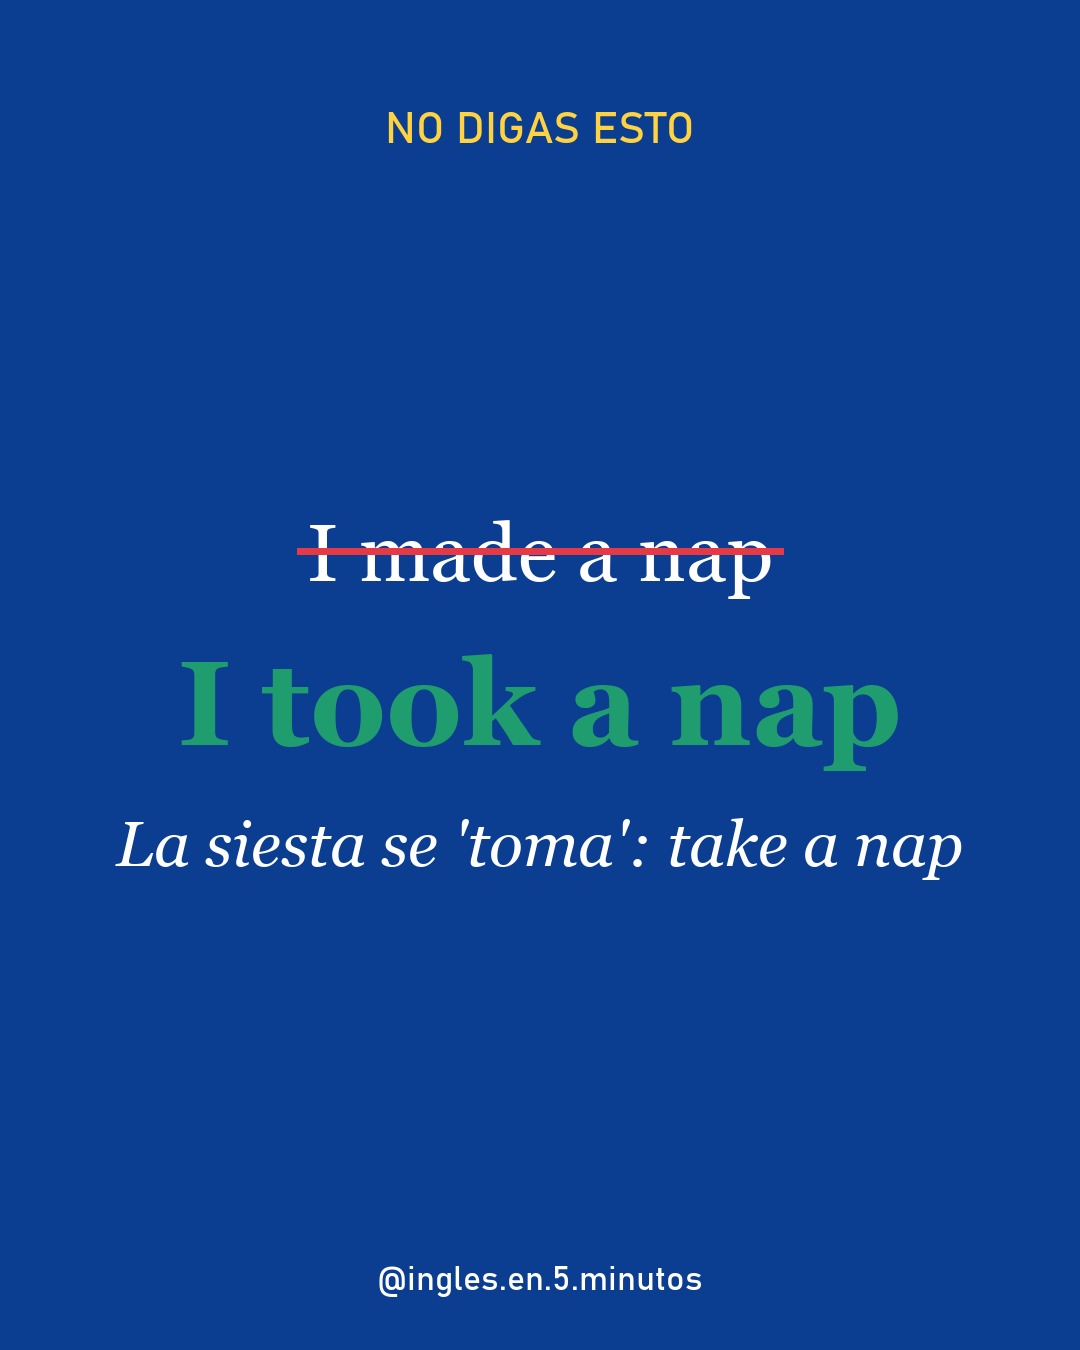 NO DIGAS ESTO
I made a nap
I took a nap
La siesta se 'toma': take a nap
@ingles.en.5.minutos